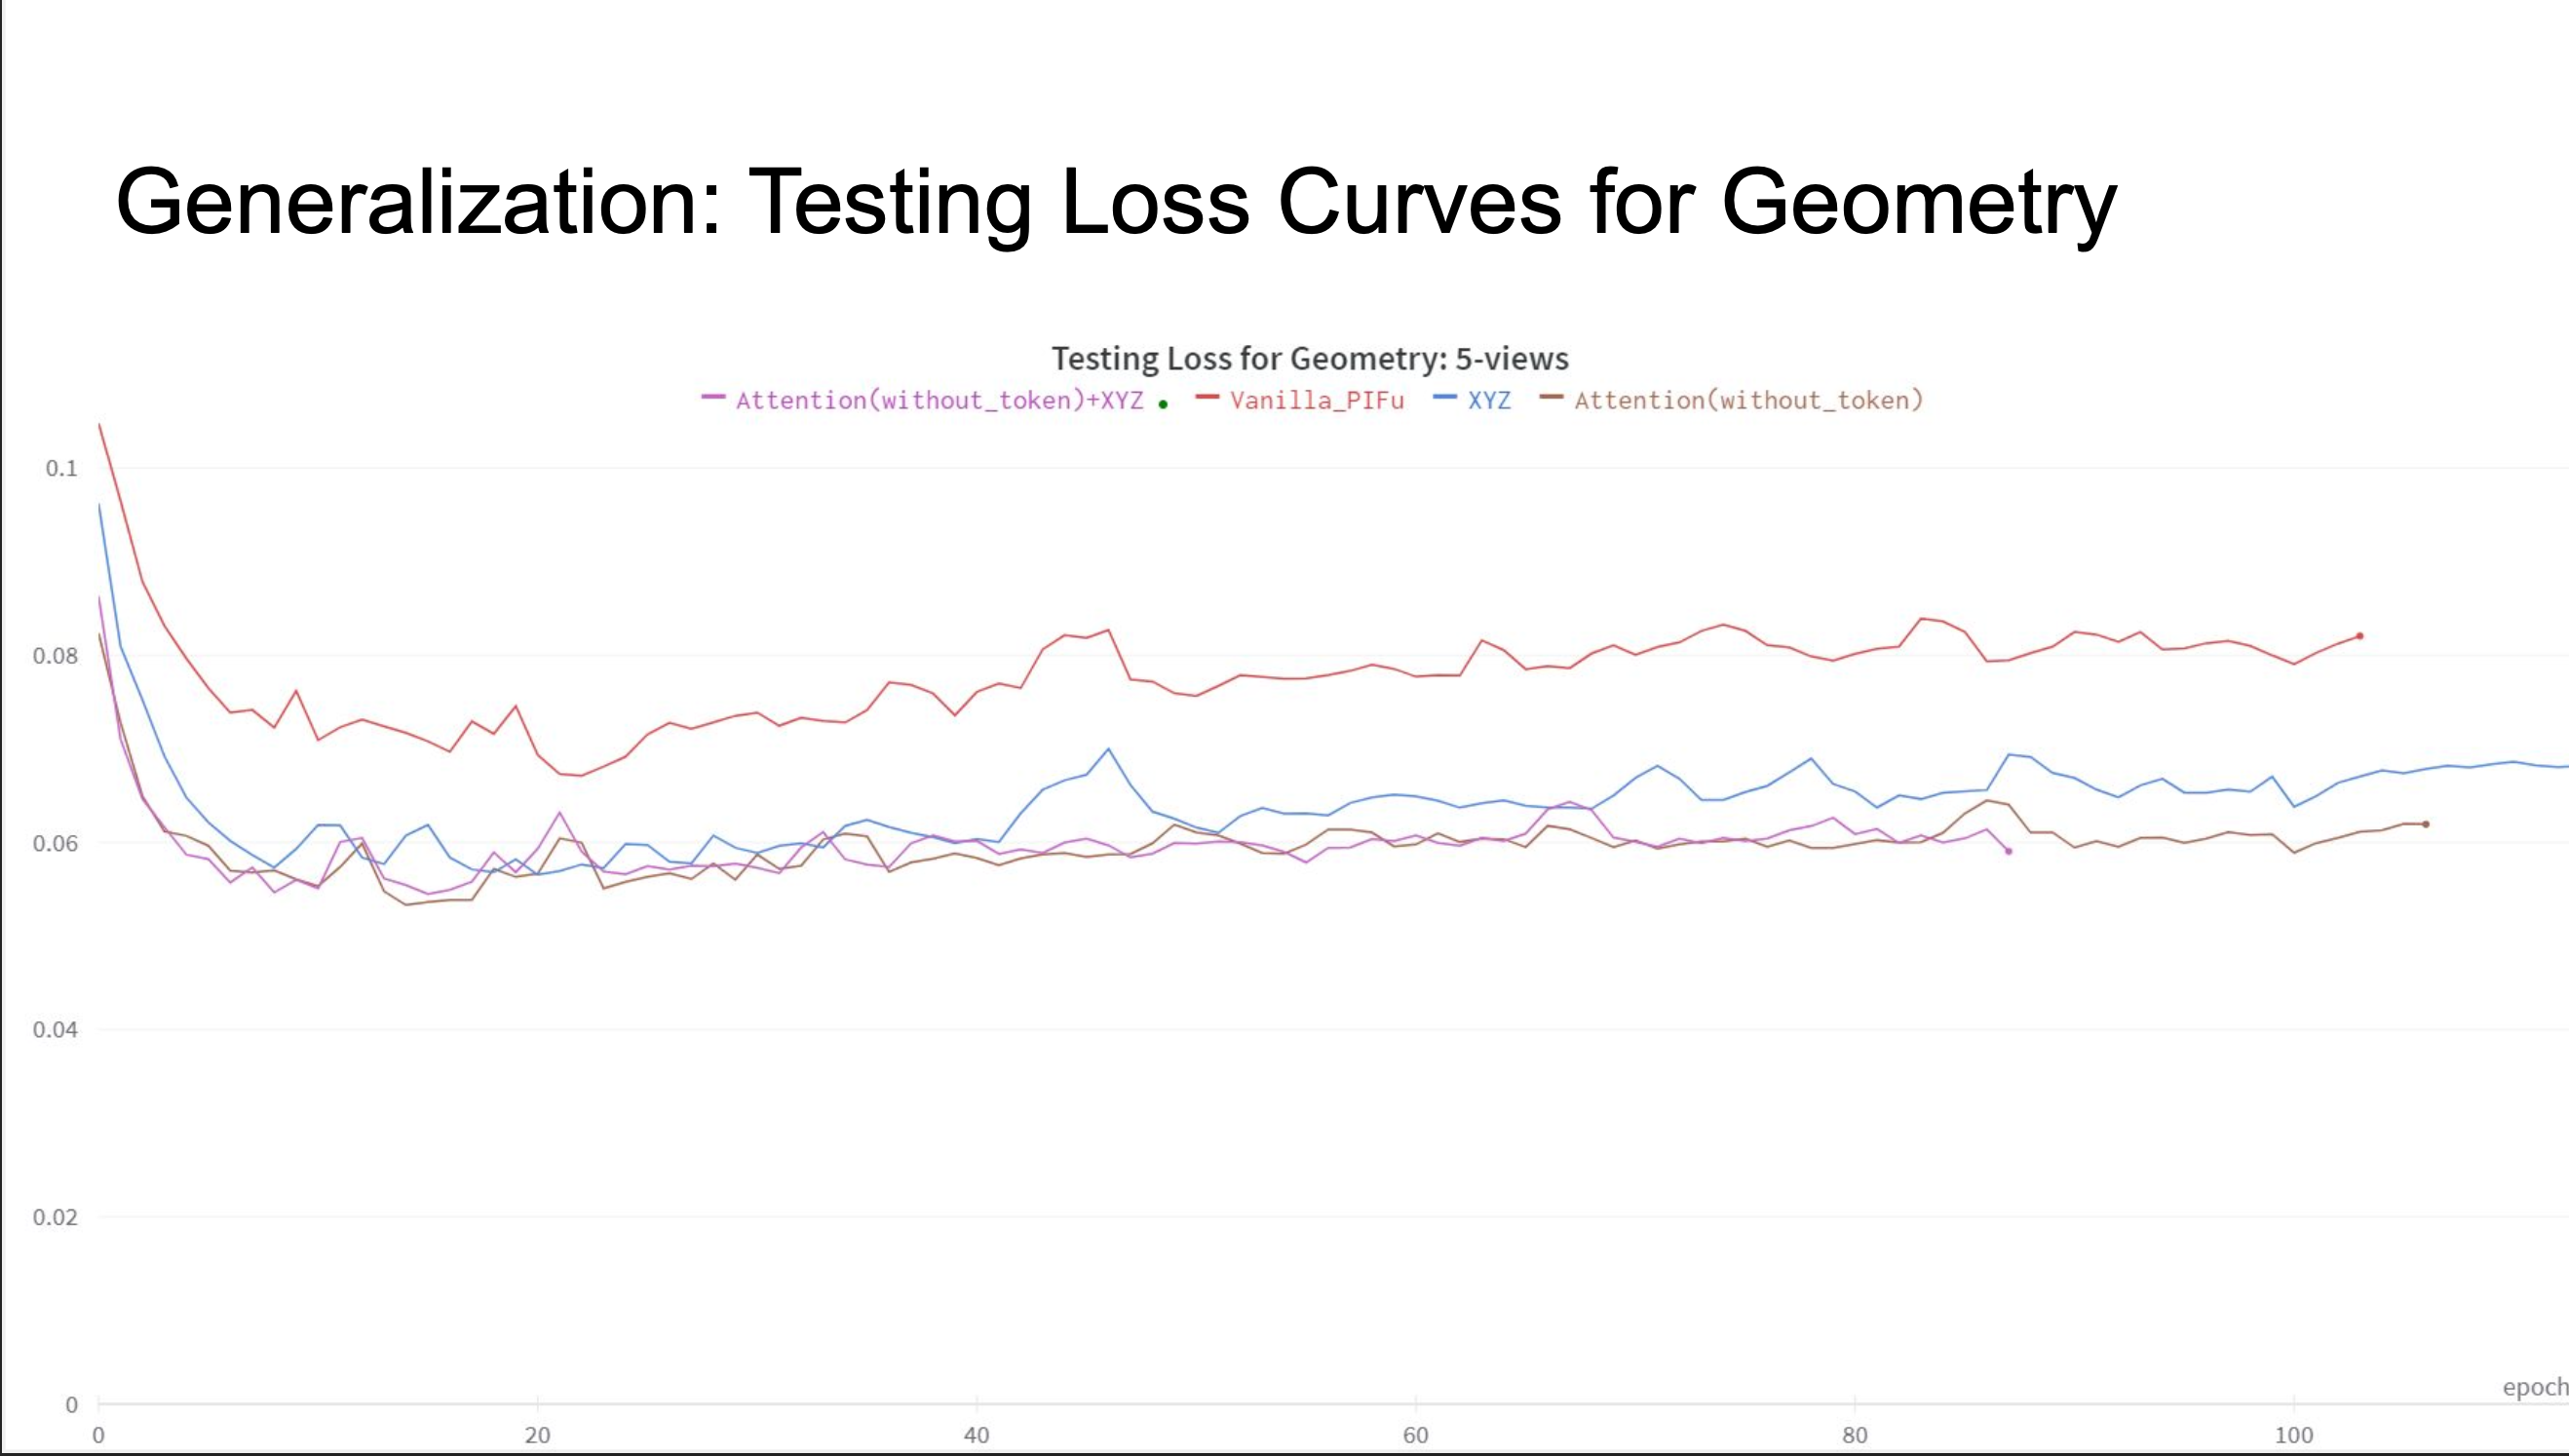 Generalization: Testing Loss Curves for Geometry
Testing Loss for Geometry: 5-views
Attention(without_token)+XYZ Vanilla_PIFu XYZ Attention(without_token)
0.1
0.08
0.06
0.04
0.02
epoch
0
0 20 40 60 80 100